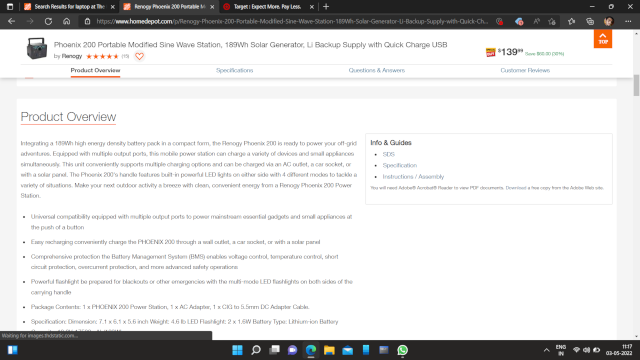 Search Results for laptop at The
Renogy Phoenix 200 Portable Mo
Target : Expect More. Pay Less.
https://www.homedepot.com/p/Renogy-Phoenix-200-Portable-Modified-Sine-Wave-Station-189Wh-Solar-Generator-Li-Backup-Supply-with-Quick-Ch...
Phoenix 200 Portable Modified Sine Wave Station, 189Wh Solar Generator, Li Backup Supply with Quick Charge USB
by Renogy
$139 99
TOP
Product Overview
Specifications
Questions & Answers
Customer Reviews
Product Overview
Integrating a 189Wh high energy density battery pack in a compact form, the Renogy Phoenix 200 is ready to power your off-grid
adventures. Equipped with multiple output ports, this mobile power station can charge a variety of devices and small appliances
simultaneously. This unit conveniently supports multiple charging options and can be charged via an AC outlet, a car socket, or
with a solar panel. The Phoenix 200's handle features built in powerful LED lights on either side with 4 different modes to tackle a
variety of situations. Make your next outdoor activity a breeze with clean, convenient energy from a Renogy Phoenix 200 Power
Station.
Info & Guides
• SDS
• Specification
• Instructions / Assembly
You will need Adobe® Acrobat® Reader to view PDF documents. Download a free copy from the Adobe Web site.
• Universal compatibility equipped with multiple output ports to power mainstream essential gadgets and small appliances at
the push of a button
• Easy recharging conveniently charge the PHOENIX 200 through a wall outlet, a car socket, or with a solar panel
• Comprehensive protection the Battery Management System (BMS) enables voltage control, temperature control, short
circuit protection, overcurrent protection, and more advanced safety operations
• Powerful flashlight be prepared for blackouts or other emergencies with the multi-mode LED flashlights on both sides of the
carrying handle
• Package Contents: 1 x PHOENIX 200 Power Station, 1 x AC Adapter, 1 x CIG to 5.5mm DC Adapter Cable.
• Specification: Dimension: 7.1 x 6.1 x 5.6 inch Weight: 4.6 lb LED Flashlight: 2 x 1.6W Battery Type: Lithium-ion Battery
Waiting for images.thdstatic.com...
ENG
IN
11:17
03-05-2022